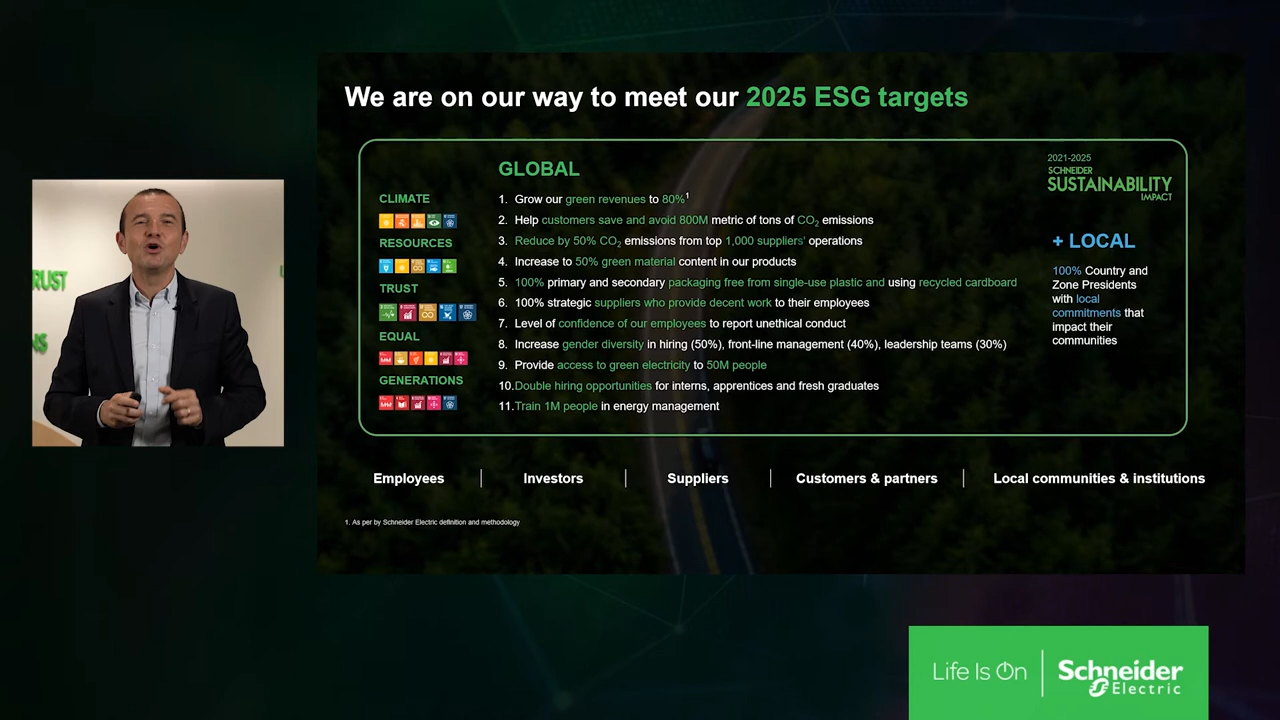 We are on our way to meet our 2025 ESG targets
GLOBAL
CLIMATE
RESOURCES
TRUST
EQUAL
GENERATIONS
1. Grow our green revenues to 80%¹
2. Help customers save and avoid 800M metric of tons of CO₂ emissions
3. Reduce by 50% CO₂ emissions from top 1,000 suppliers' operations
4. Increase to 50% green material content in our products
5. 100% primary and secondary packaging free from single-use plastic and using recycled cardboard
6. 100% strategic suppliers who provide decent work to their employees
7. Level of confidence of our employees to report unethical conduct
8. Increase gender diversity in hiring (50%), front-line management (40%), leadership teams (30%)
9. Provide access to green electricity to 50M people
10.Double hiring opportunities for interns, apprentices and fresh graduates
11.Train 1M people in energy management
2021-2025
SCHNEIDER
SUSTAINABILITY
IMPACT
+ LOCAL
100% Country and
Zone Presidents
with local
commitments that
impact their
communities
Employees
Investors
Suppliers
Customers & partners
Local communities & institutions
1. As per by Schneider Electric definition and methodology
RUST
NS
Life Is On
Schneider
Electric